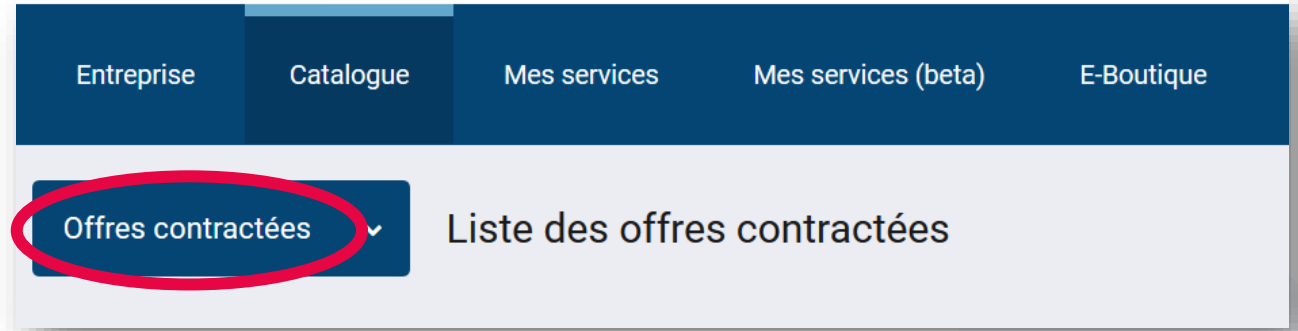 Entreprise Catalogue Mes services Mes services (beta) E-Boutique
Offres contractées Liste des offres contractées